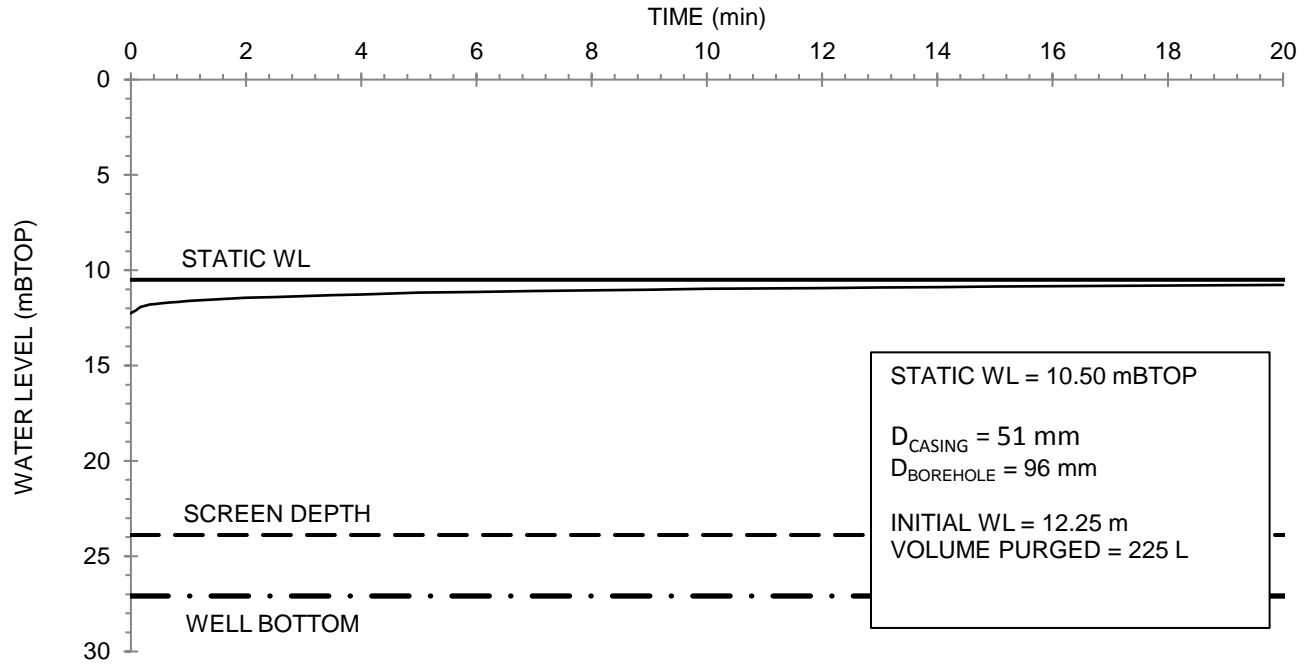 TIME (min)
0 2 4 6 8 10 12 14 16 18 20
0
5
10
15
20
25
30
WATER LEVEL (mBTOP)
STATIC WL
SCREEN DEPTH
WELL BOTTOM
STATIC WL = 10.50 mBTOP
D_CASING = 51 mm
D_BOREHOLE = 96 mm
INITIAL WL = 12.25 m
VOLUME PURGED = 225 L